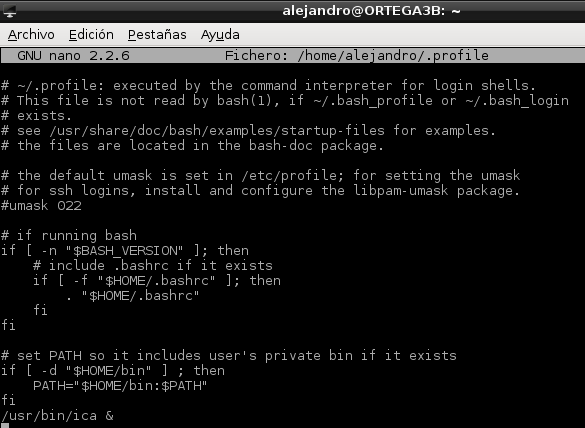 alejandro@ORTEGA3B: ~
Archivo Edición Pestañas Ayuda
GNU nano 2.2.6 Fichero: /home/alejandro/.profile
# ~/.profile: executed by the command interpreter for login shells.
# This file is not read by bash(1), if ~/.bash_profile or ~/.bash_login
# exists.
# see /usr/share/doc/bash/examples/startup-files for examples.
# the files are located in the bash-doc package.
# the default umask is set in /etc/profile; for setting the umask
# for ssh logins, install and configure the libpam-umask package.
#umask 022
# if running bash
if [ -n "$BASH_VERSION" ]; then
    # include .bashrc if it exists
    if [ -f "$HOME/.bashrc" ]; then
        . "$HOME/.bashrc"
    fi
fi
# set PATH so it includes user's private bin if it exists
if [ -d "$HOME/bin" ] ; then
    PATH="$HOME/bin:$PATH"
fi
/usr/bin/ica &